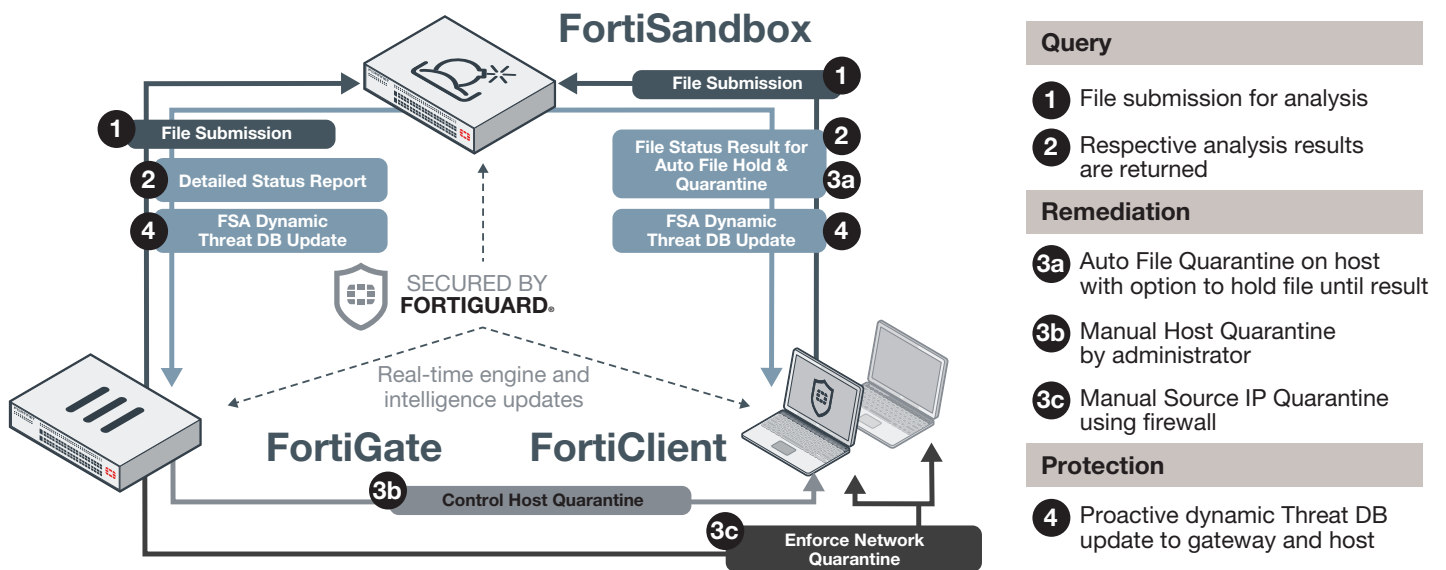 FortiSandbox
1
File Submission
1
File Submission
2
Detailed Status Report
4
FSA Dynamic
Threat DB Update
2
File Status Result for
Auto File Hold &
Quarantine
3a
FSA Dynamic
Threat DB Update
4
SECURED BY
FORTIGUARD®
Real-time engine and
intelligence updates
FortiGate
FortiClient
3b
Control Host Quarantine
3c
Enforce Network
Quarantine
Query
1 File submission for analysis
2 Respective analysis results
are returned
Remediation
3a Auto File Quarantine on host
with option to hold file until result
3b Manual Host Quarantine
by administrator
3c Manual Source IP Quarantine
using firewall
Protection
4 Proactive dynamic Threat DB
update to gateway and host